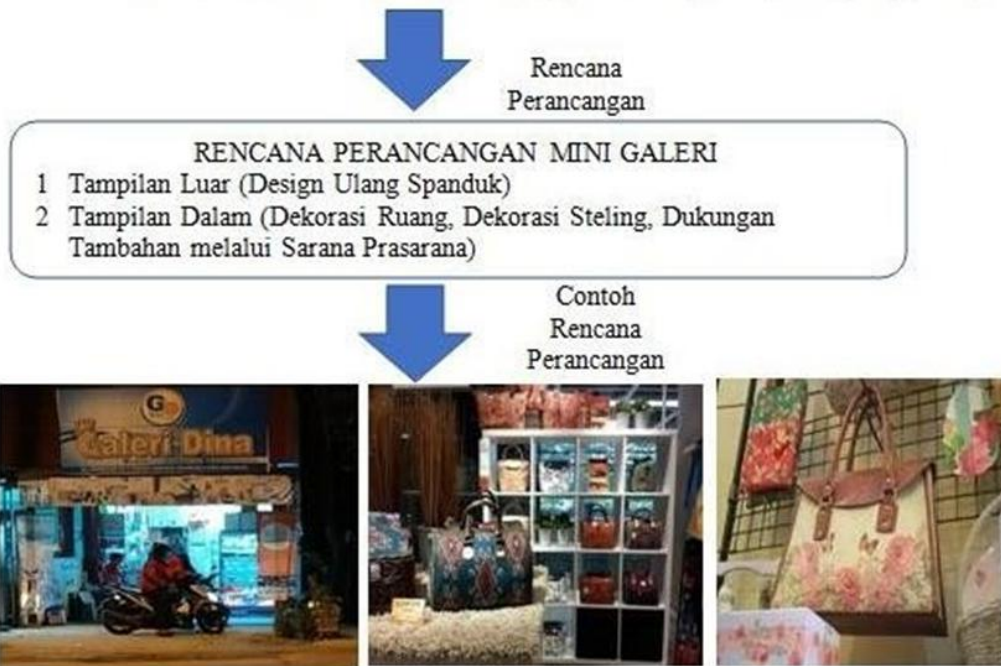 Rencana
Perancangan
RENCANA PERANCANGAN MINI GALERI
1 Tampilan Luar (Design Ulang Spanduk)
2 Tampilan Dalam (Dekorasi Ruang, Dekorasi Steling, Dukungan
Tambahan melalui Sarana Prasarana)
Contoh
Rencana
Perancangan
G
Galeri Dina